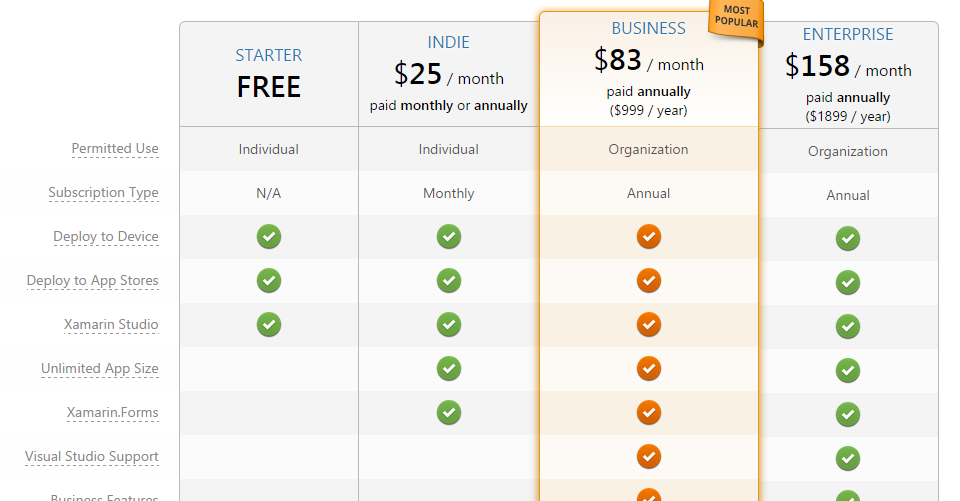 MOST
POPULAR
STARTER
FREE
INDIE
$25 / month
paid monthly or annually
BUSINESS
$83 / month
paid annually
($999 / year)
ENTERPRISE
$158 / month
paid annually
($1899 / year)
Permitted Use Individual Individual Organization Organization
Subscription Type N/A Monthly Annual Annual
Deploy to Device
Deploy to App Stores
Xamarin Studio
Unlimited App Size
Xamarin.Forms
Visual Studio Support
Business Features